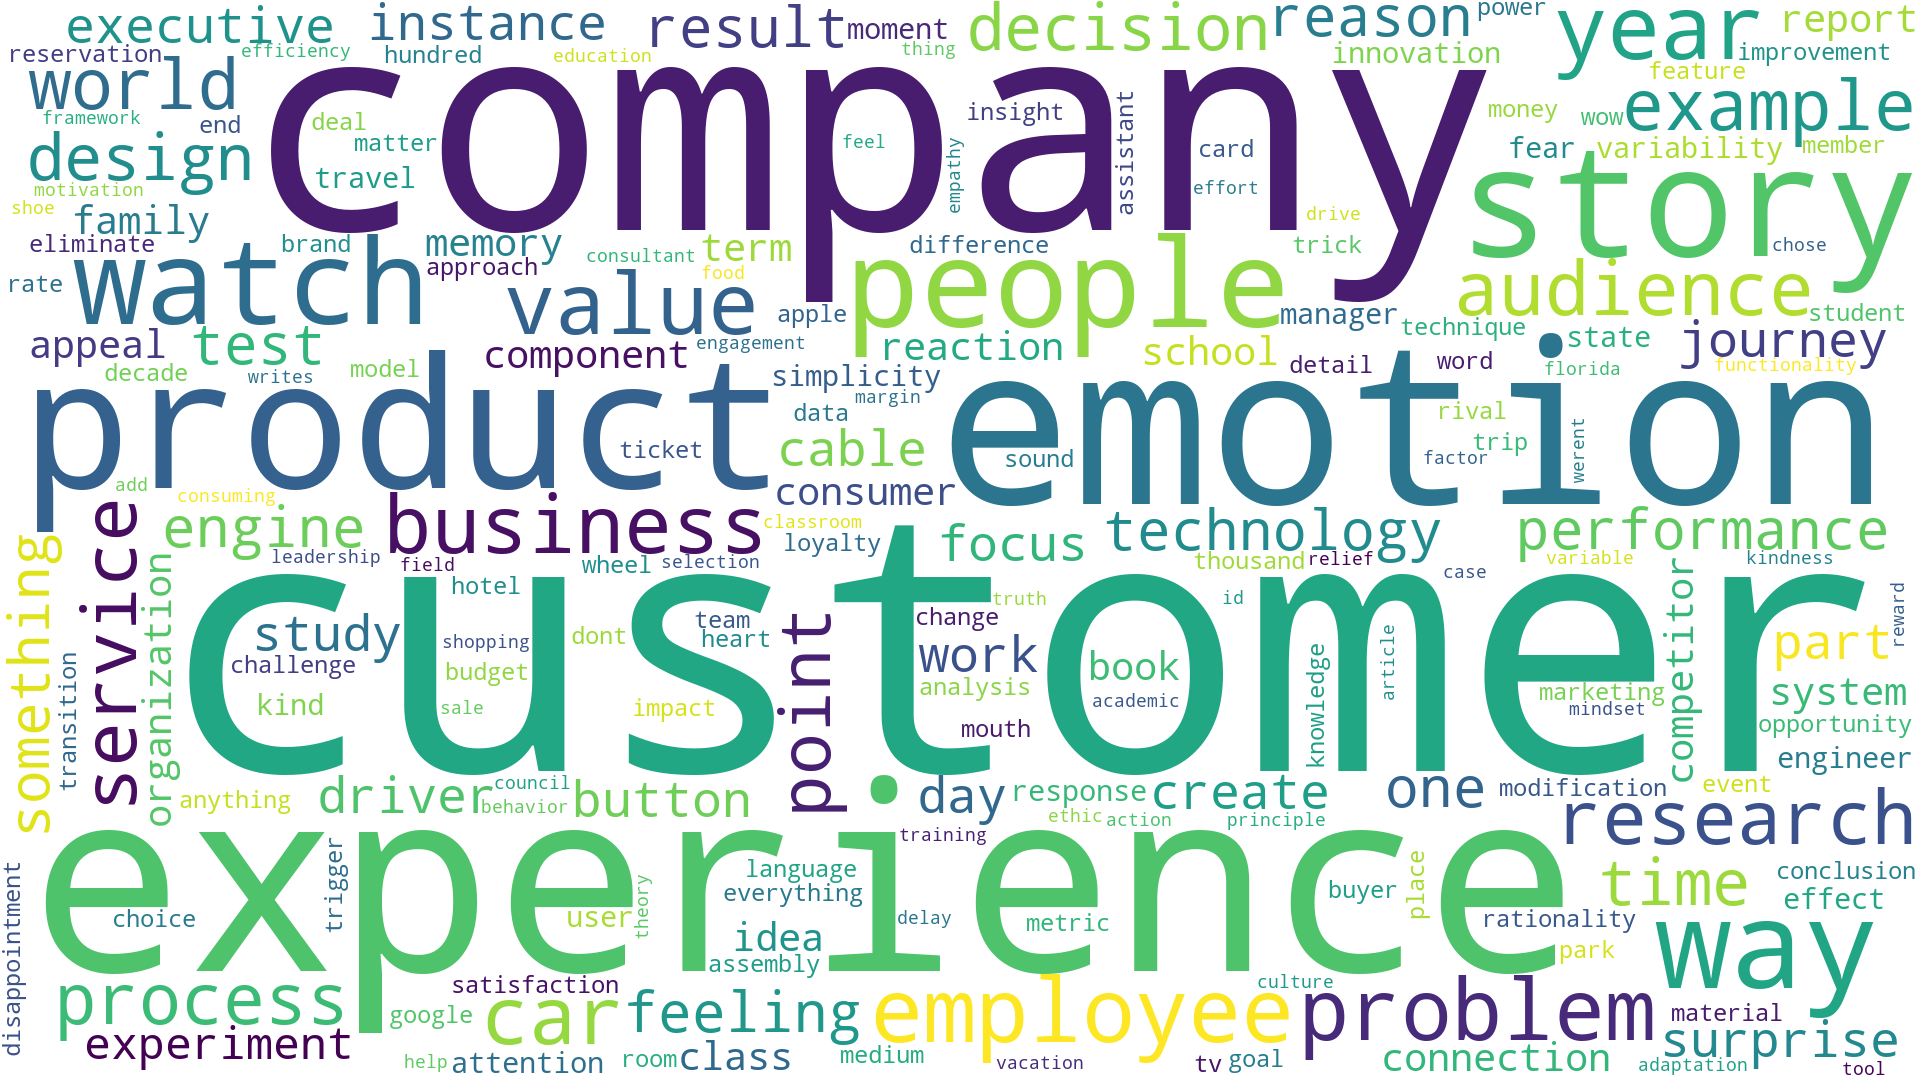 executive
instance
result
moment
decision
reason
power
year
report
reservation
efficiency
hundred
education
thing
innovation
improvement
world
company
feature
example
framework
end
deal
matter
feel
insight
assistant
card
money
wow
design
travel
empathy
effort
fear
variability
member
motivation
shoe
family
drive
story
eliminate
brand
memory
consultant
term
people
difference
trick
chose
rate
watch
approach
food
value
apple
manager
audience
student
appeal
test
component
engagement
reaction
school
technique
state
journey
decade
writes
model
simplicity
detail
word
florida
functionality
product
margin
data
emotion
rival
ticket
cable
sound
factor
trip
werent
add
consuming
consumer
something
service
engine
business
classroom
loyalty
focus
technology
performance
organization
leadership
field
wheel
selection
thousand
relief
case
variable
kindness
hotel
customer
truth
id
competitor
reward
transition
study
challenge
shopping
dont
team
heart
point
change
work
book
knowledge
article
part
kind
budget
sale
impact
analysis
academic
marketing
mindset
system
mouth
opportunity
engineer
anything
driver
council
behavior
button
day
response
create
one
modification
event
ethic
action
principle
training
research
disappointment
experience
trigger
language
everything
time
conclusion
effect
choice
user
theory
delay
metric
buyer
place
rationality
idea
assembly
park
way
process
satisfaction
culture
google
car
feeling
employee
problem
material
experiment
surprise
help
attention
room
class
medium
vacation
tv
goal
connection
adaptation
tool